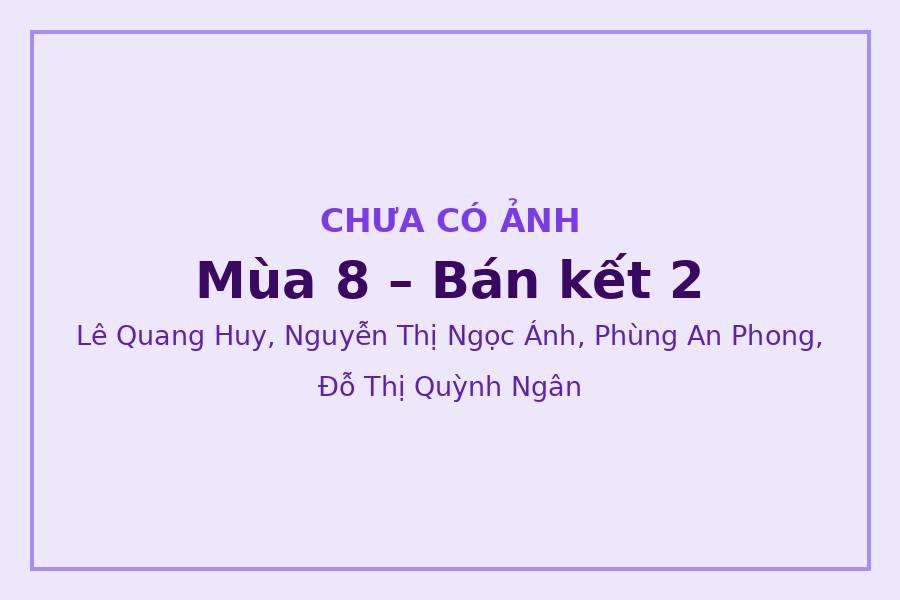 CHƯA CÓ ẢNH
Mùa 8 – Bán kết 2
Lê Quang Huy, Nguyễn Thị Ngọc Ánh, Phùng An Phong,
Đỗ Thị Quỳnh Ngân